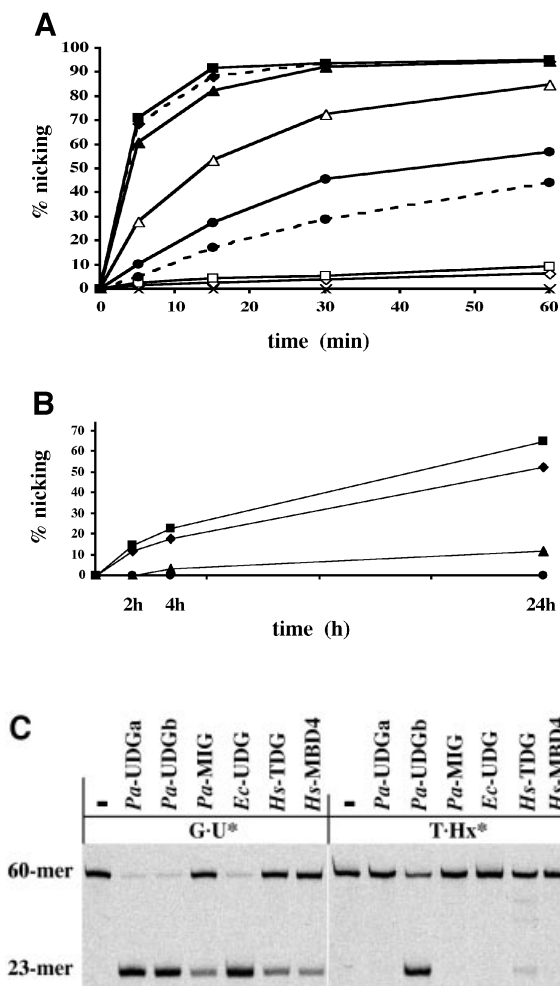 A
100
90
80
70
60
50
40
30
20
10
0
% nicking
0 10 20 30 40 50 60
time (min)
B
70
60
50
40
30
20
10
0
% nicking
2h 4h 24h
time (h)
C
- Pa-UDGa Pa-UDGb Pa-MIG Ec-UDG Hs-TDG Hs-MBD4 - Pa-UDGa Pa-UDGb Pa-MIG Ec-UDG Hs-TDG Hs-MBD4
G·U* T·Hx*
60-mer
23-mer